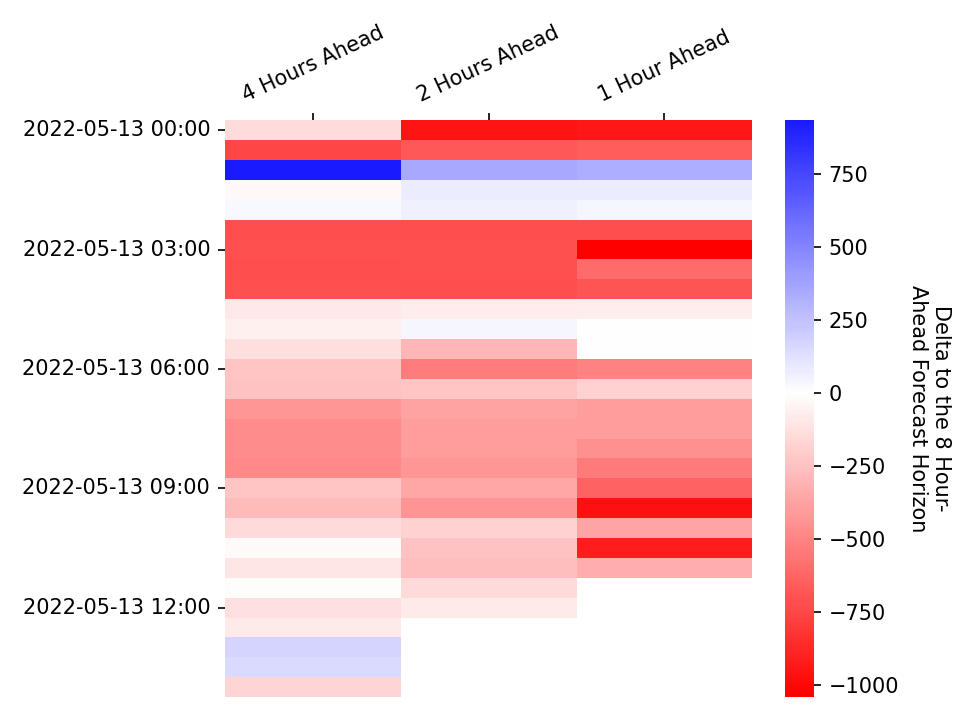 4 Hours Ahead
2 Hours Ahead
1 Hour Ahead
2022-05-13 00:00
2022-05-13 03:00
2022-05-13 06:00
2022-05-13 09:00
2022-05-13 12:00
750
500
250
0
−250
−500
−750
−1000
Delta to the 8 Hour-
Ahead Forecast Horizon